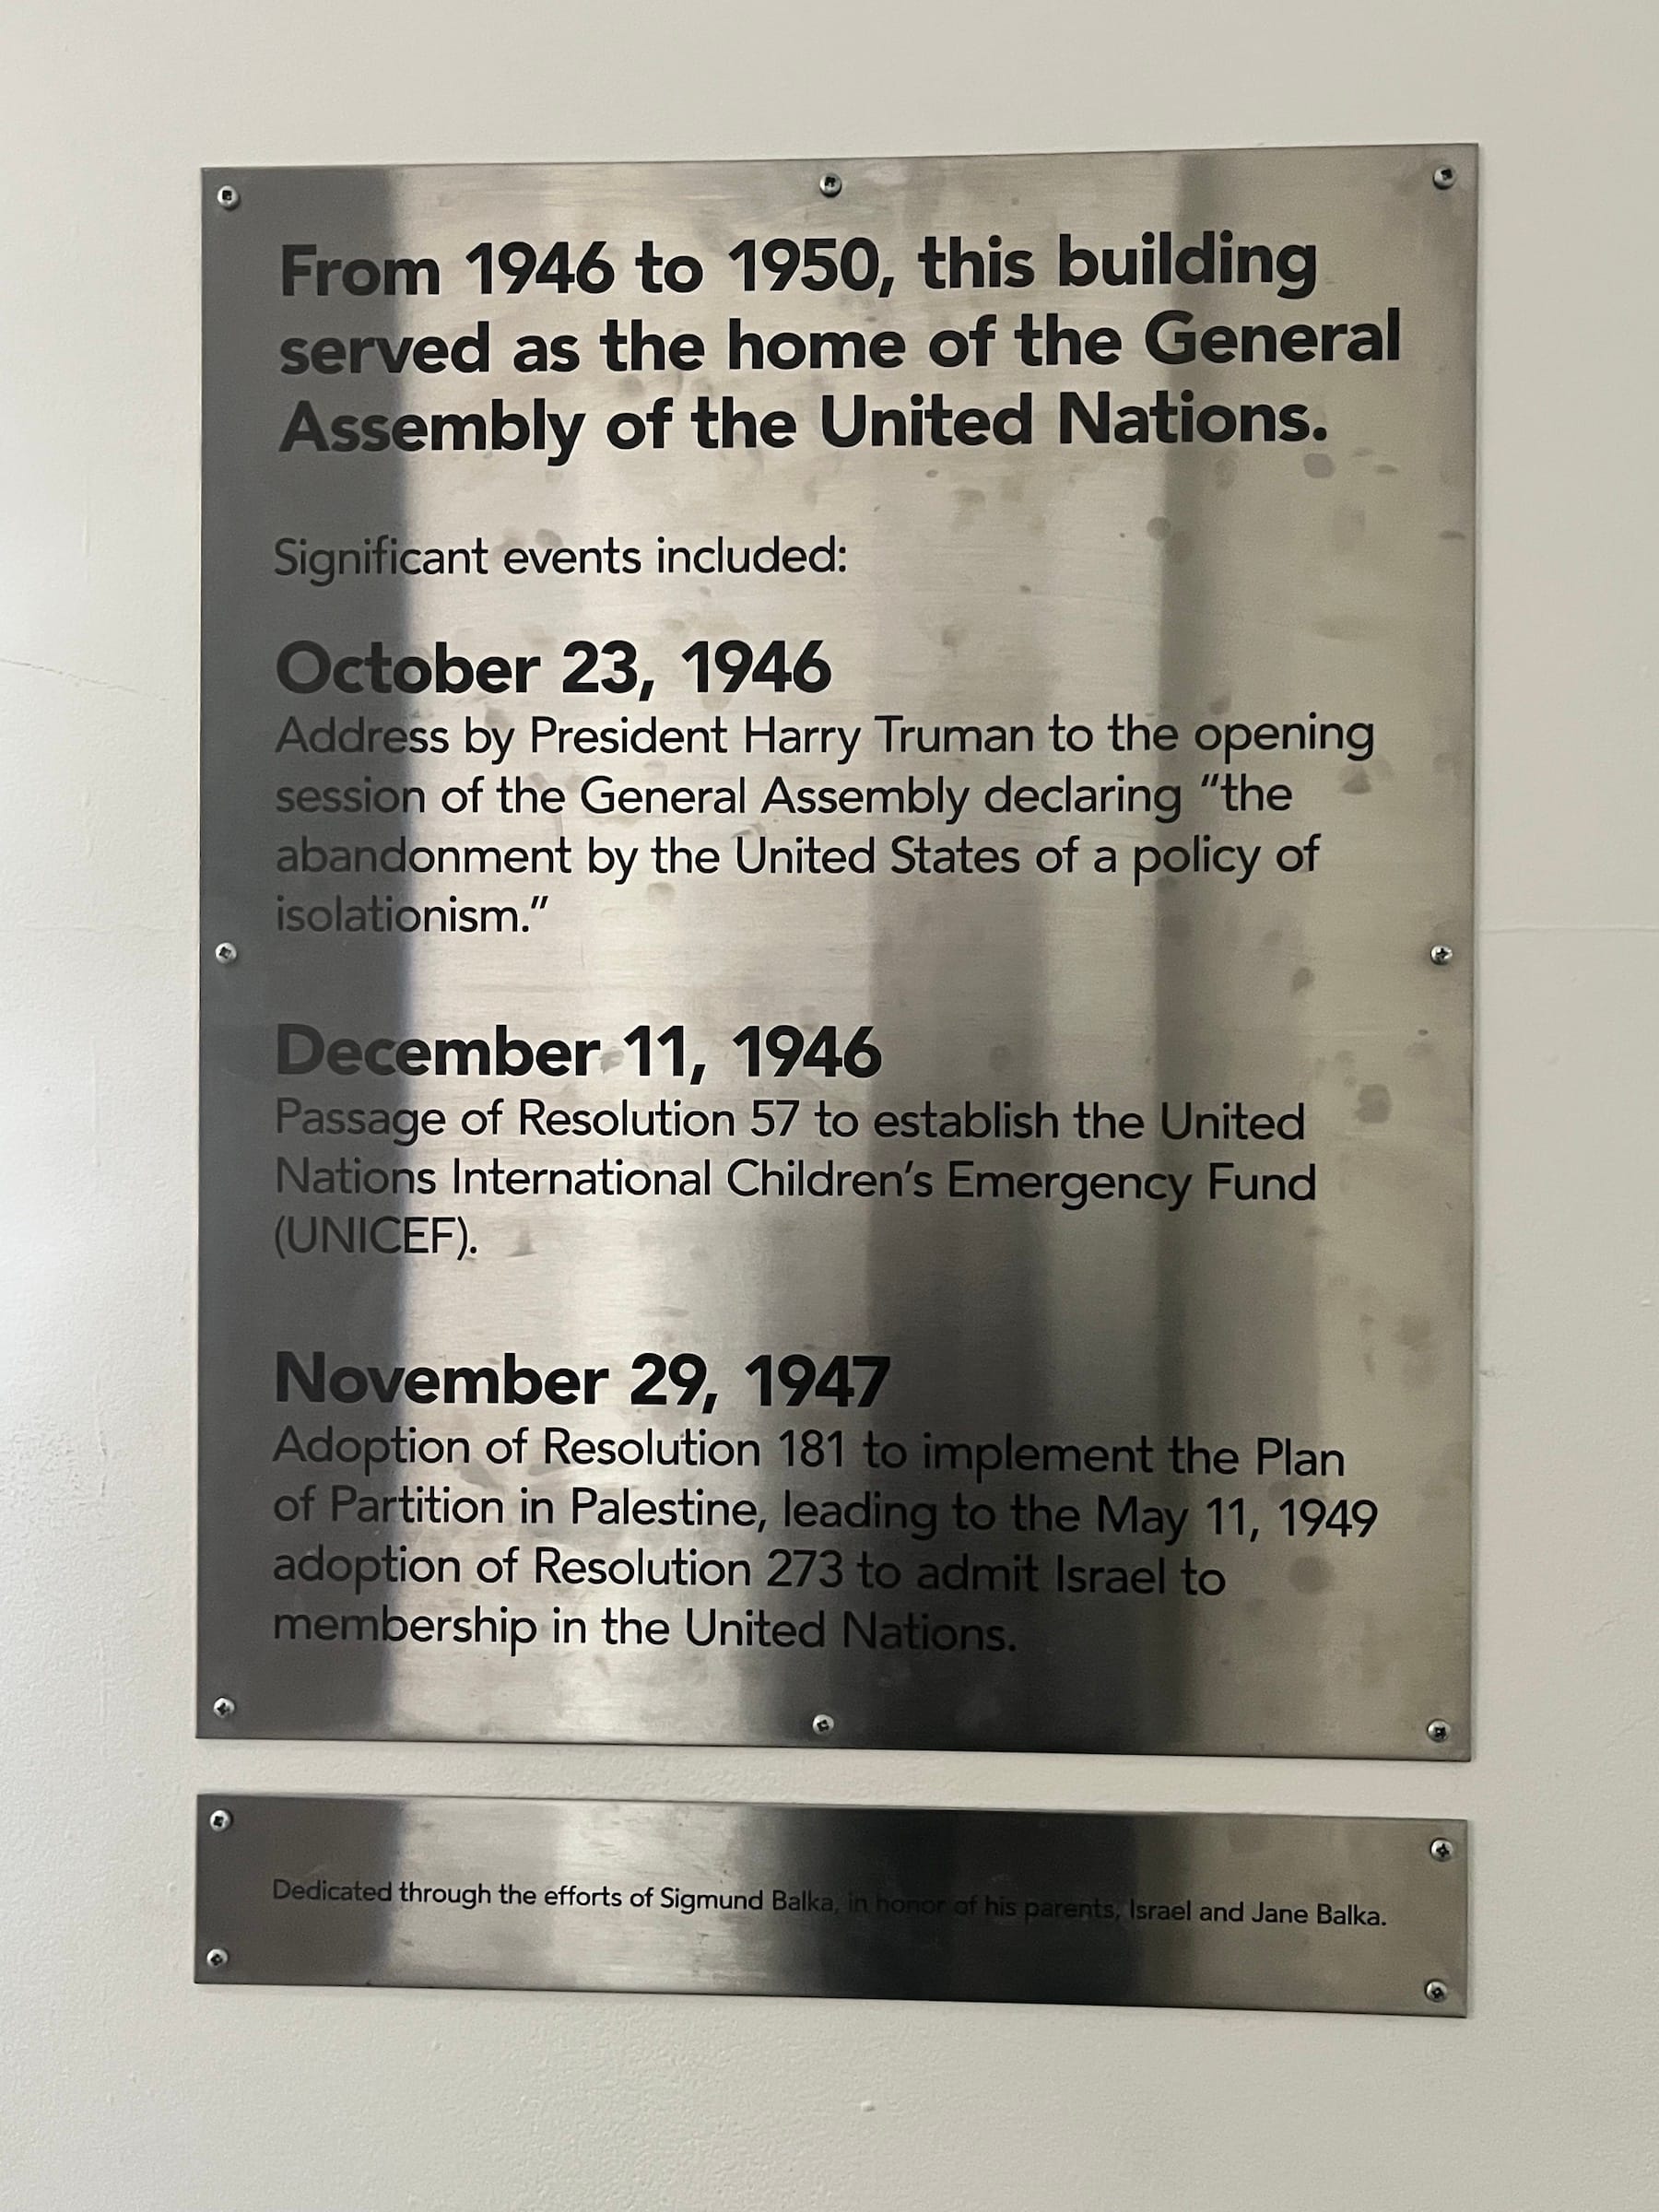 From 1946 to 1950, this building
served as the home of the General
Assembly of the United Nations.
Significant events included:
October 23, 1946
Address by President Harry Truman to the opening
session of the General Assembly declaring “the
abandonment by the United States of a policy of
isolationism.”
December 11, 1946
Passage of Resolution 57 to establish the United
Nations International Children’s Emergency Fund
(UNICEF).
November 29, 1947
Adoption of Resolution 181 to implement the Plan
of Partition in Palestine, leading to the May 11, 1949
adoption of Resolution 273 to admit Israel to
membership in the United Nations.
Dedicated through the efforts of Sigmund Balka, in honor of his parents, Israel and Jane Balka.